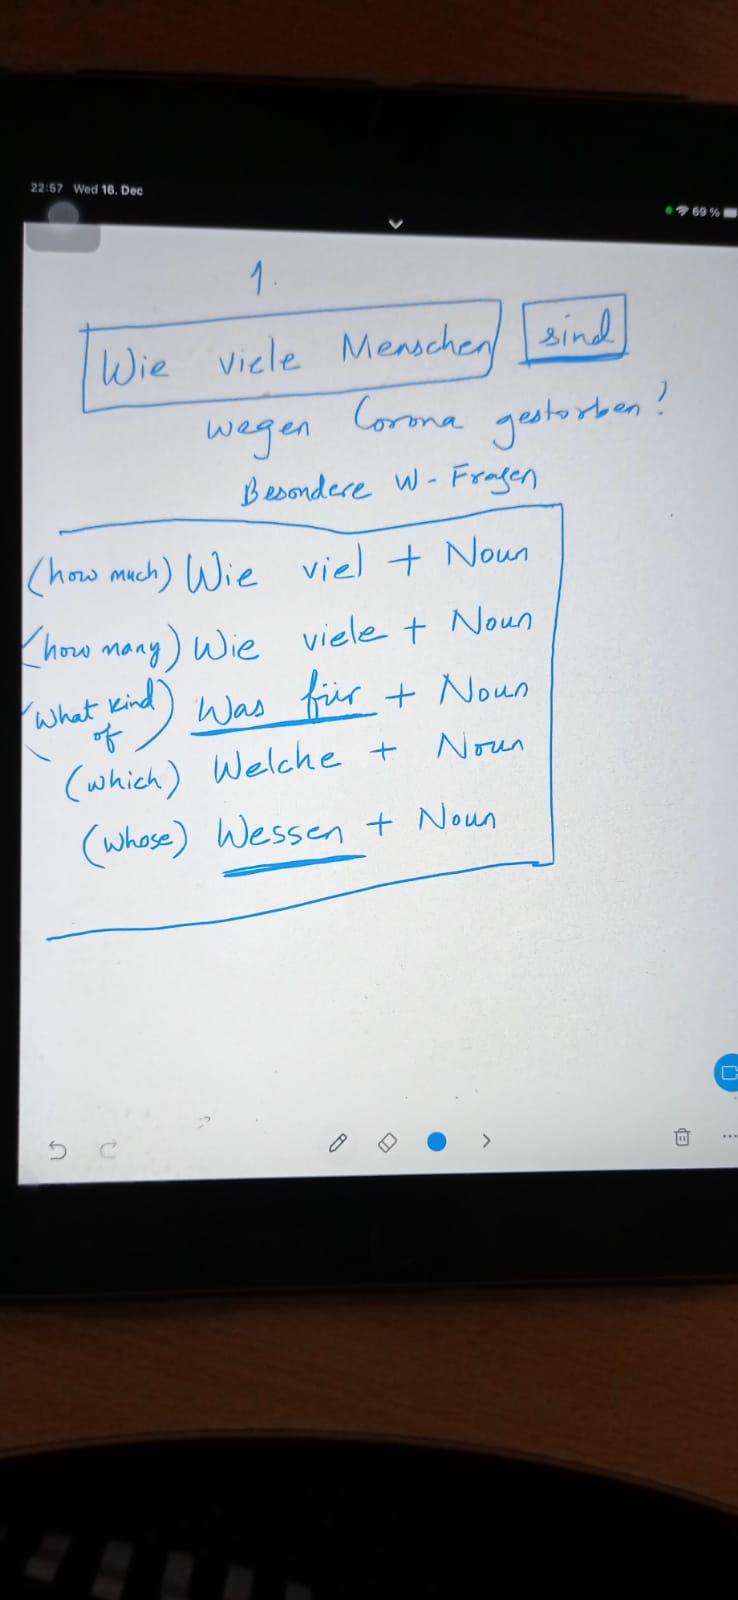 22:57 Wed 16. Dec
69 %
1.
Wie viele Menschen sind
wegen Corona gestorben?
Besondere W-Fragen
(how much) Wie viel + Noun
(how many) Wie viele + Noun
(What kind of) Was für + Noun
(which) Welche + Noun
(whose) Wessen + Noun